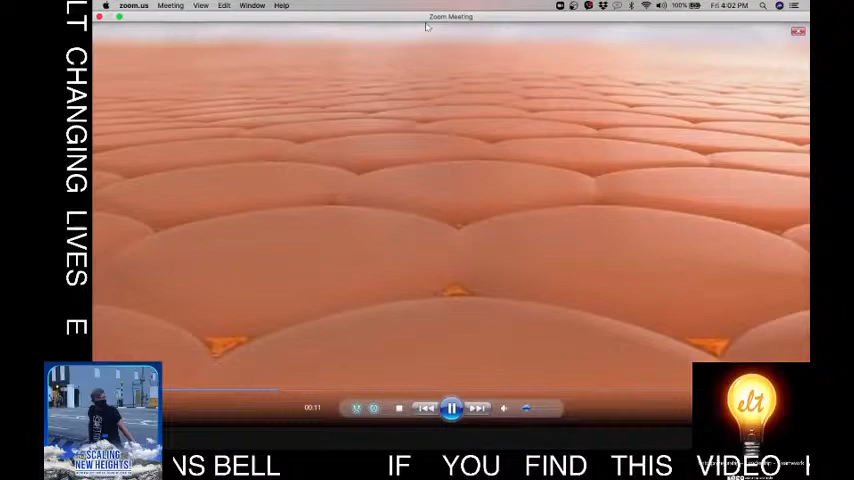 zoom.us Meeting View Edit Window Help
100%
Fri 4:02 PM
Zoom Meeting
LT CHANGING LIVES E
00:11
SCALING
NEW HEIGHTS!
elt
NS BELL IF YOU FIND THIS VIDEO